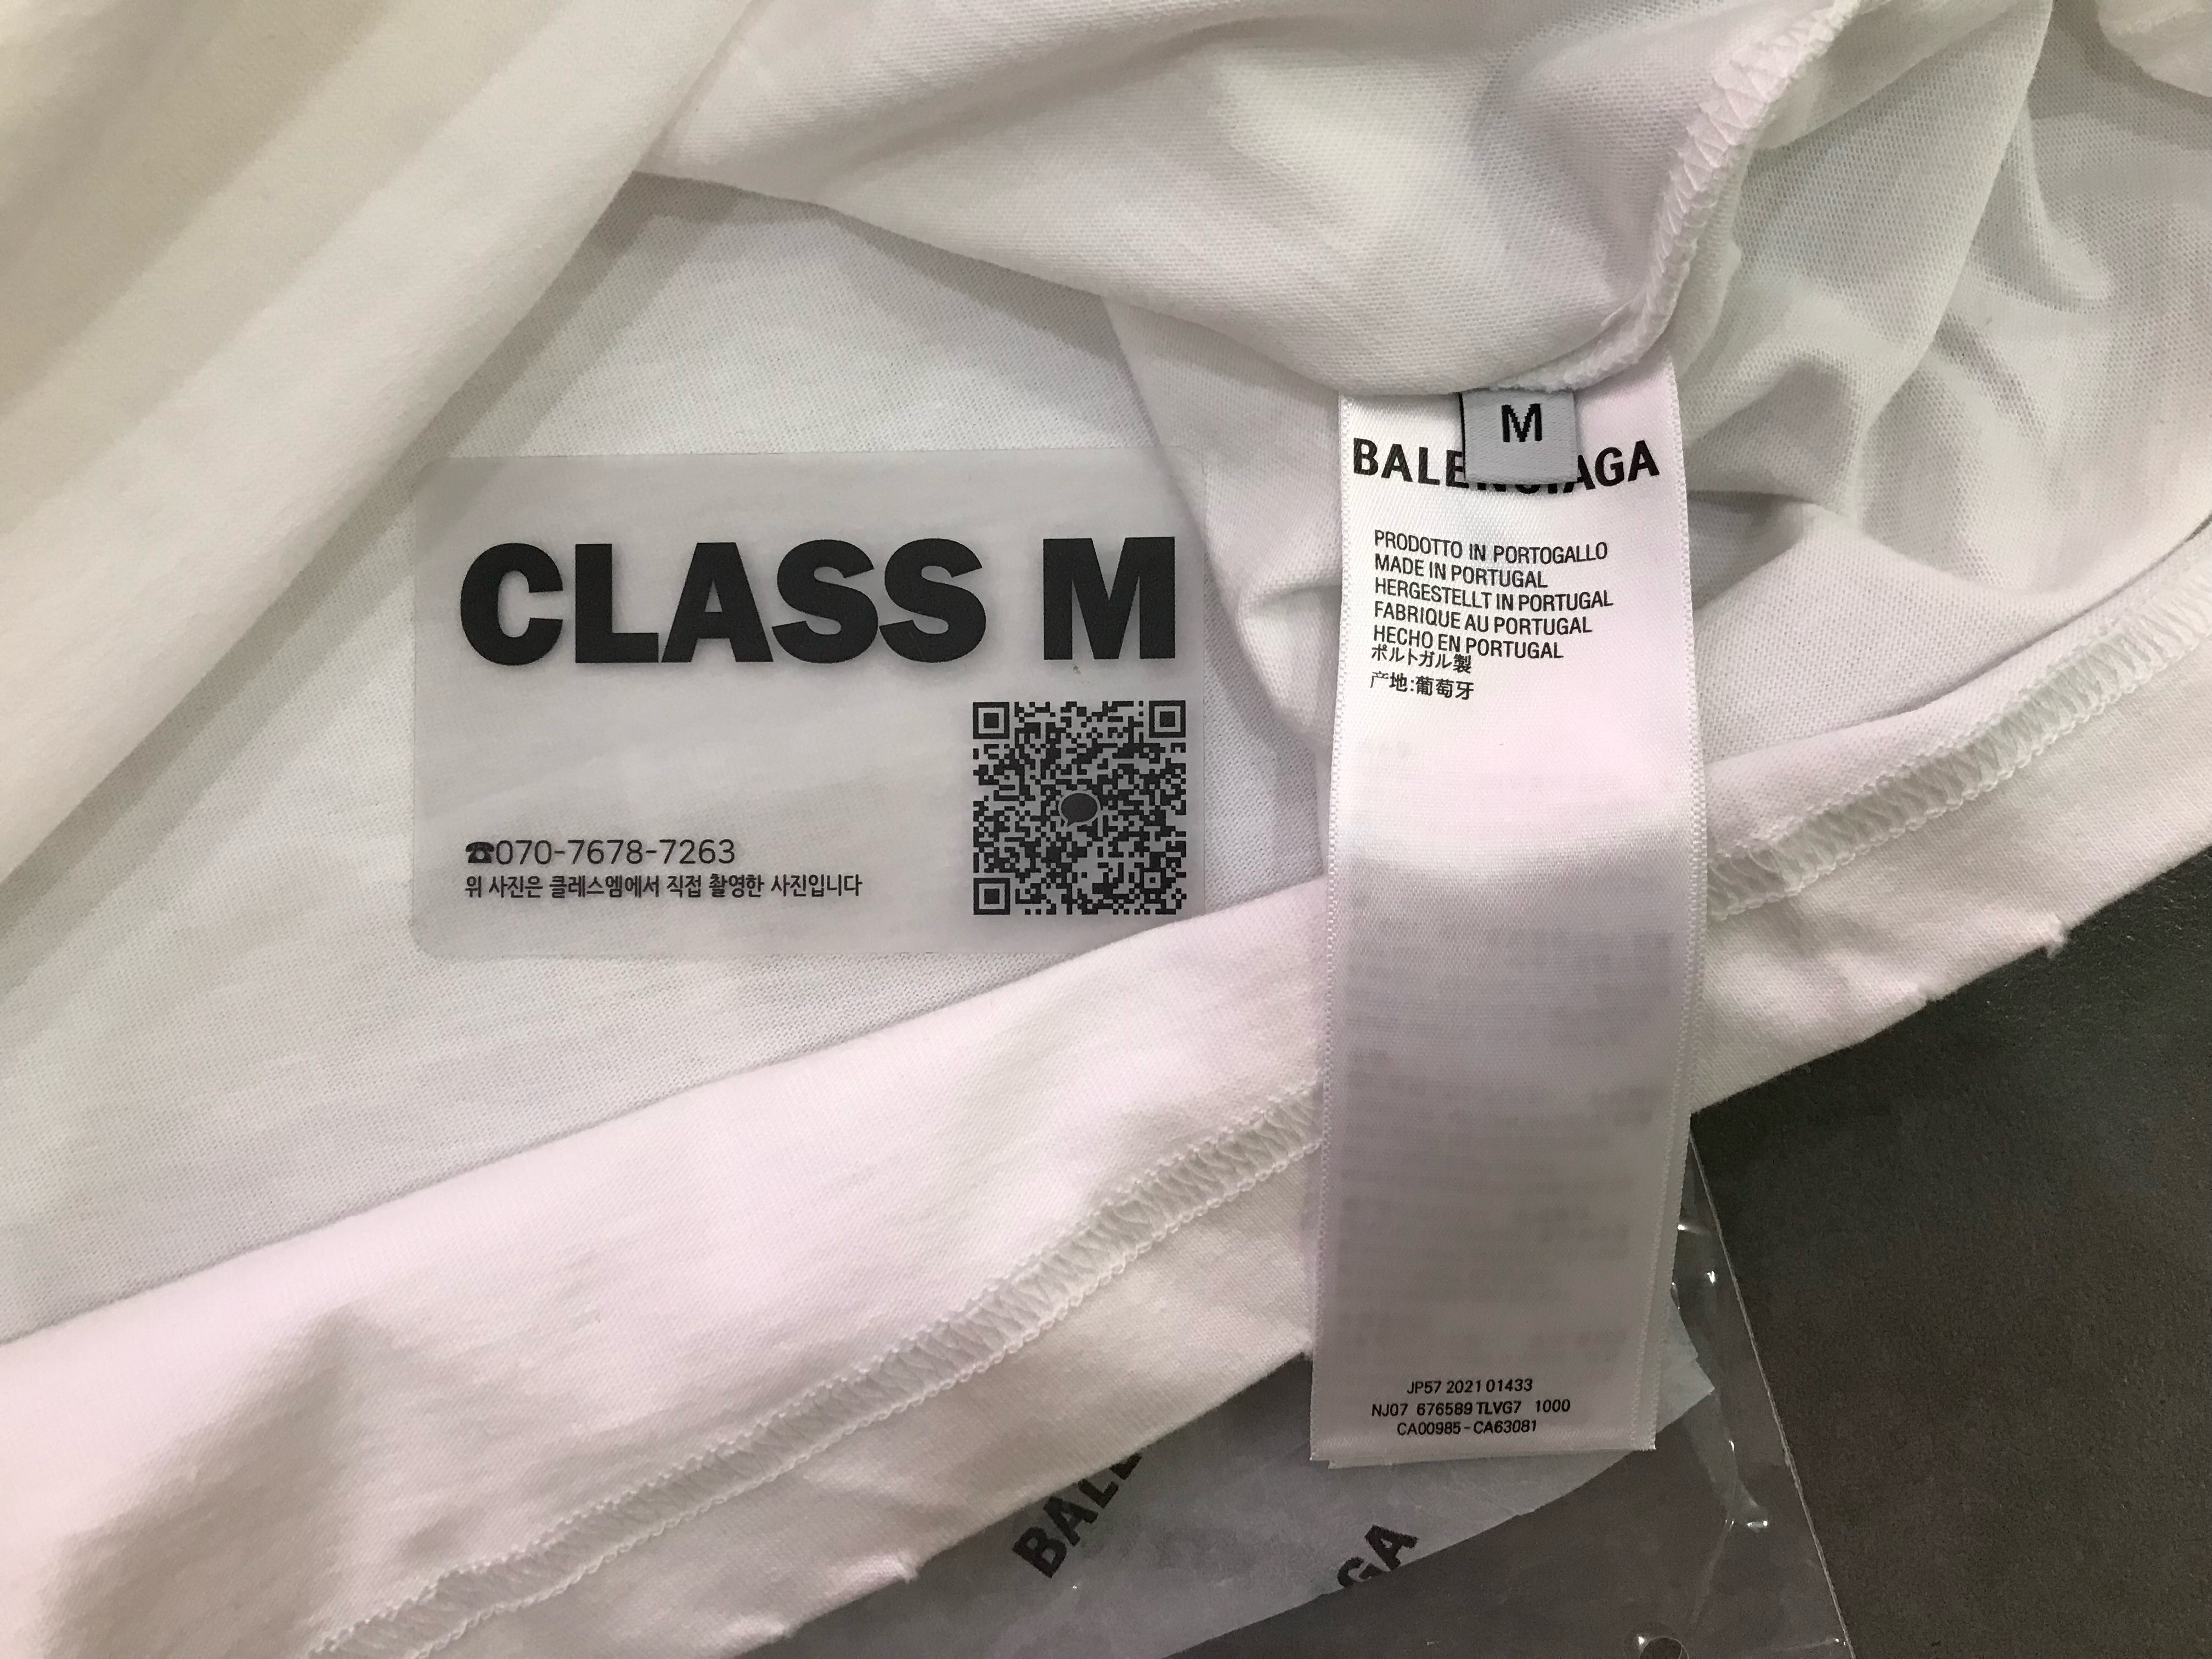 CLASS M
☎070-7678-7263
위 사진은 클레스엠에서 직접 촬영한 사진입니다
M
BALENCIAGA
PRODOTTO IN PORTOGALLO
MADE IN PORTUGAL
HERGESTELLT IN PORTUGAL
FABRIQUE AU PORTUGAL
HECHO EN PORTUGAL
ポルトガル製
产地:葡萄牙
JP57 2021 01433
NJ07 676589 TLVG7 1000
CA00985-CA63081
BALE
GA